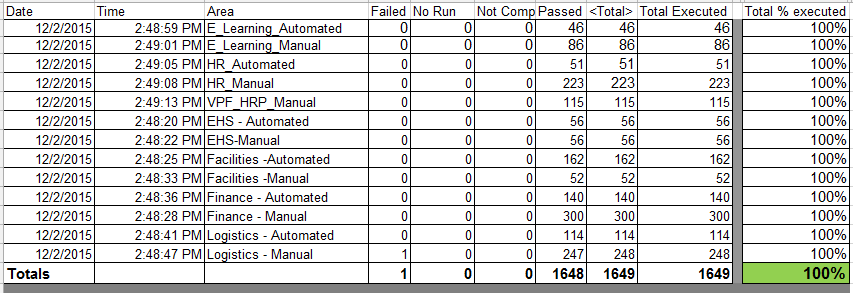 Date Time Area Failed No Run Not Comp Passed <Total> Total Executed Total % executed
12/2/2015 2:48:59 PM E_Learning_Automated 0 0 0 46 46 46 100%
12/2/2015 2:49:01 PM E_Learning_Manual 0 0 0 86 86 86 100%
12/2/2015 2:49:05 PM HR_Automated 0 0 0 51 51 51 100%
12/2/2015 2:49:08 PM HR_Manual 0 0 0 223 223 223 100%
12/2/2015 2:49:13 PM VPF_HRP_Manual 0 0 0 115 115 115 100%
12/2/2015 2:48:20 PM EHS - Automated 0 0 0 56 56 56 100%
12/2/2015 2:48:22 PM EHS-Manual 0 0 0 56 56 56 100%
12/2/2015 2:48:25 PM Facilities -Automated 0 0 0 162 162 162 100%
12/2/2015 2:48:33 PM Facilities -Manual 0 0 0 52 52 52 100%
12/2/2015 2:48:36 PM Finance - Automated 0 0 0 140 140 140 100%
12/2/2015 2:48:28 PM Finance - Manual 0 0 0 300 300 300 100%
12/2/2015 2:48:41 PM Logistics - Automated 0 0 0 114 114 114 100%
12/2/2015 2:48:47 PM Logistics - Manual 1 0 0 247 248 248 100%
Totals 1 0 0 1648 1649 1649 100%